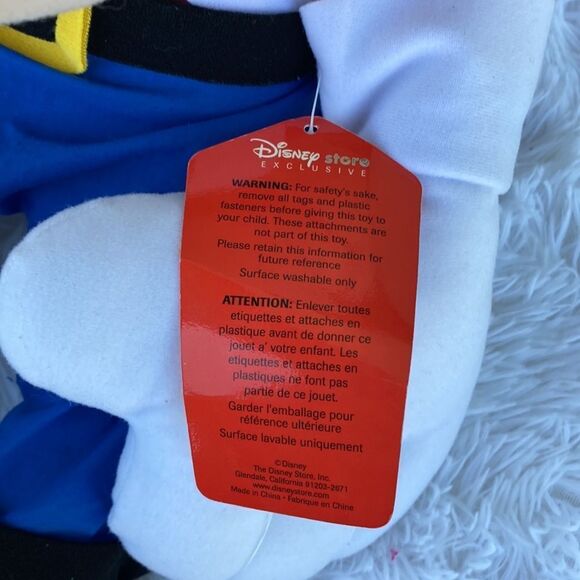 Disney store
EXCLUSIVE
WARNING: For safety's sake,
remove all tags and plastic
fasteners before giving this toy to
your child. These attachments are
not part of this toy.
Please retain this information for
future reference
Surface washable only
ATTENTION: Enlever toutes
etiquettes et attaches en
plastique avant de donner ce
jouet a' votre enfant. Les
etiquettes et attaches en
plastiques ne font pas
partie de ce jouet.
Garder l'emballage pour
référence ultérieure
Surface lavable uniquement
©Disney
The Disney Store, Inc.
Glendale, California 91203-2671
www.disneystore.com
Made in China • Fabrique en Chine